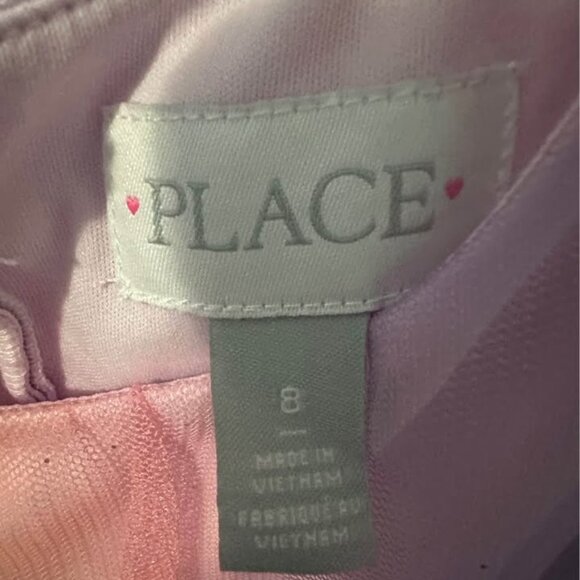 PLACE
8
MADE IN
VIETNAM
FABRIQUÉ AU
VIETNAM